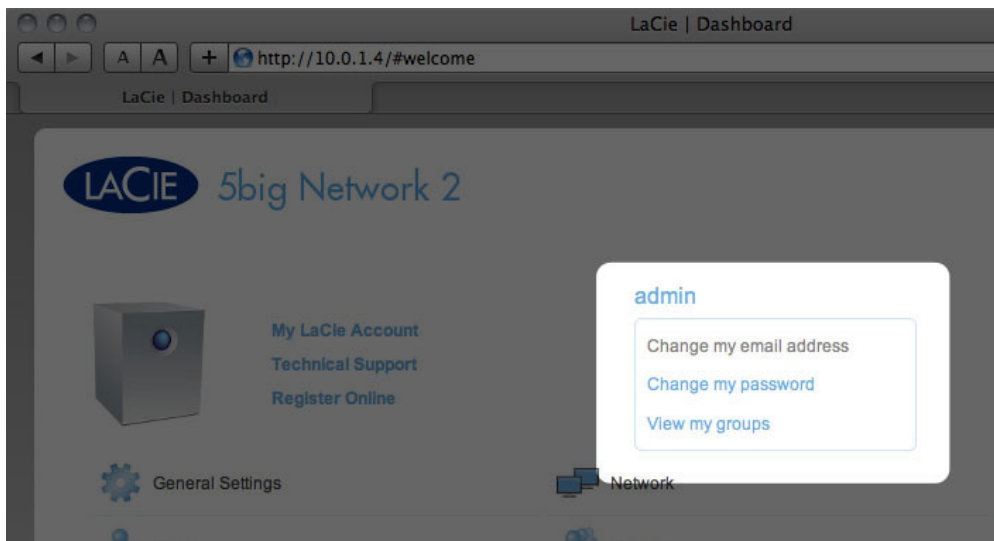 LaCie | Dashboard
A A + http://10.0.1.4/#welcome
LaCie | Dashboard
LACIE 5big Network 2
admin
My LaCie Account
Change my email address
Technical Support
Change my password
Register Online
View my groups
General Settings
Network